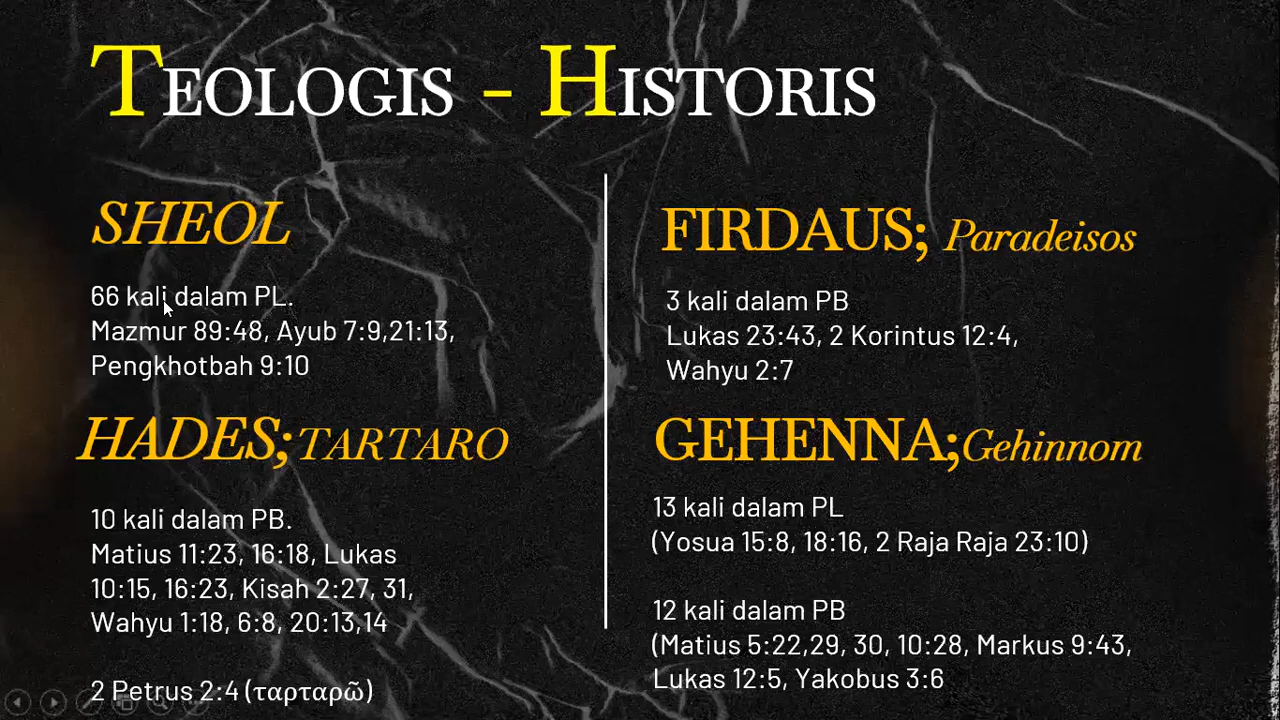 TEOLOGIS - HISTORIS
SHEOL
66 kali dalam PL.
Mazmur 89:48, Ayub 7:9,21:13,
Pengkhotbah 9:10
HADES;TARTARO
10 kali dalam PB.
Matius 11:23, 16:18, Lukas
10:15, 16:23, Kisah 2:27, 31,
Wahyu 1:18, 6:8, 20:13,14
2 Petrus 2:4 (ταρταρῶ)
FIRDAUS; Paradeisos
3 kali dalam PB
Lukas 23:43, 2 Korintus 12:4,
Wahyu 2:7
GEHENNA;Gehinnom
13 kali dalam PL
(Yosua 15:8, 18:16, 2 Raja Raja 23:10)
12 kali dalam PB
(Matius 5:22,29, 30, 10:28, Markus 9:43,
Lukas 12:5, Yakobus 3:6